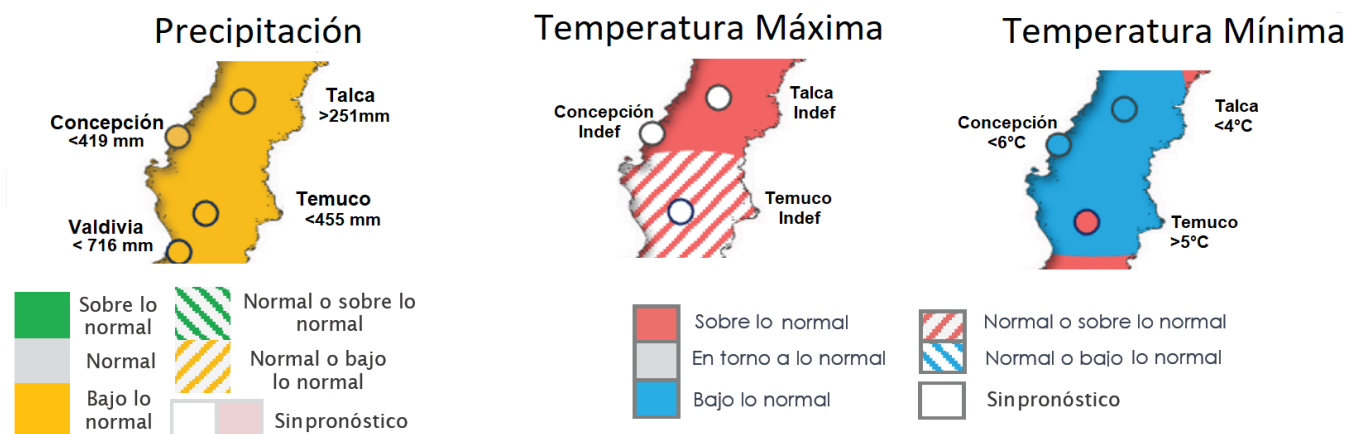 Precipitación
Temperatura Máxima
Temperatura Mínima
Talca
>251mm
Concepción
<419 mm
Temuco
<455 mm
Valdivia
< 716 mm
Talca
Indef
Concepción
Indef
Temuco
Indef
Talca
<4ºC
Concepción
<6ºC
Temuco
>5ºC
Sobre lo
normal
Normal
Bajo lo
normal
Normal o sobre lo
normal
Normal o bajo
lo normal
Sin pronóstico
Sobre lo normal
En torno a lo normal
Bajo lo normal
Normal o sobre lo normal
Normal o bajo lo normal
Sin pronóstico